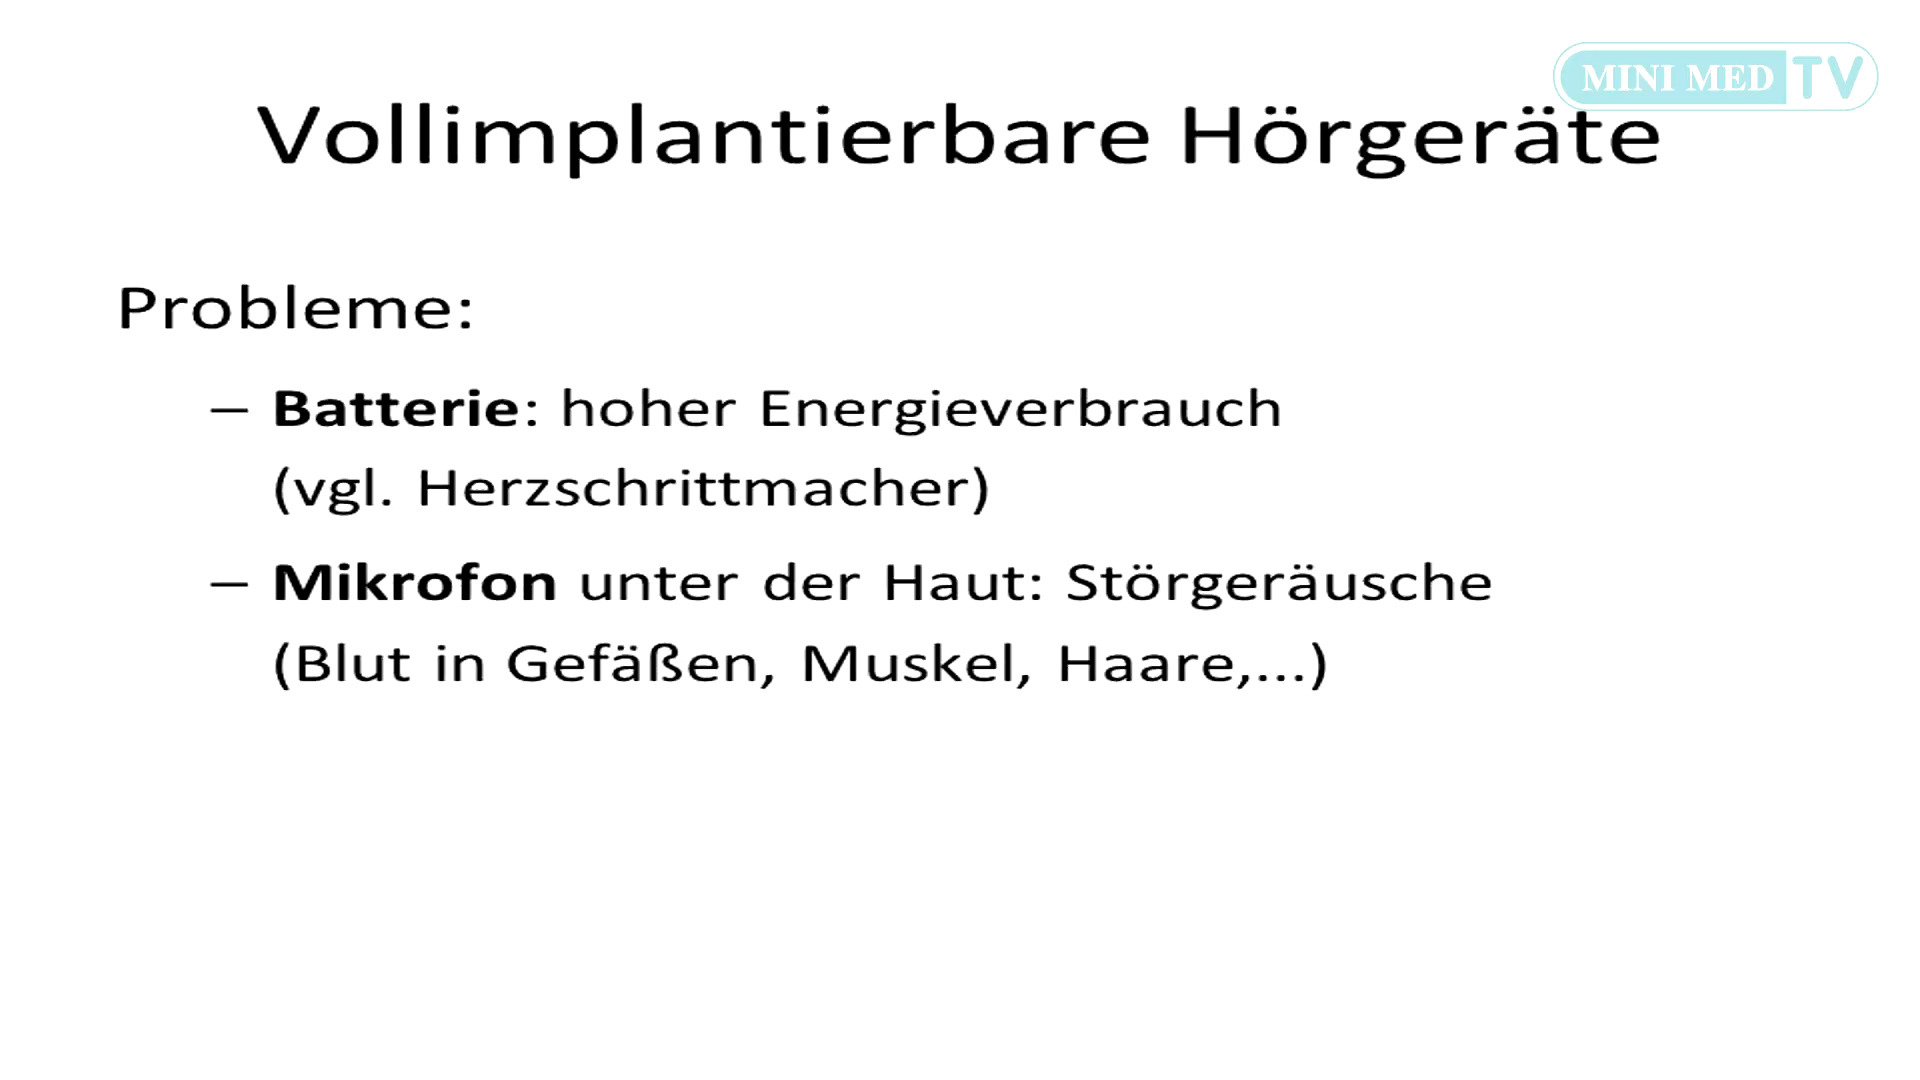 MINI MED TV
Vollimplantierbare Hörgeräte
Probleme:
– Batterie: hoher Energieverbrauch
(vgl. Herzschrittmacher)
– Mikrofon unter der Haut: Störgeräusche
(Blut in Gefäßen, Muskel, Haare,...)